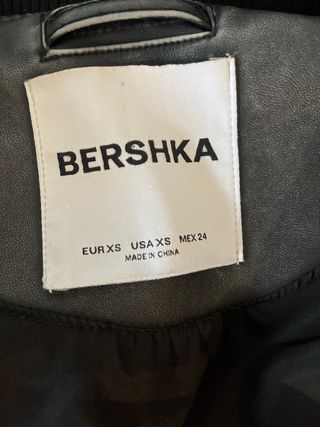 BERSHKA
EUR XS USA XS MEX 24
MADE IN CHINA